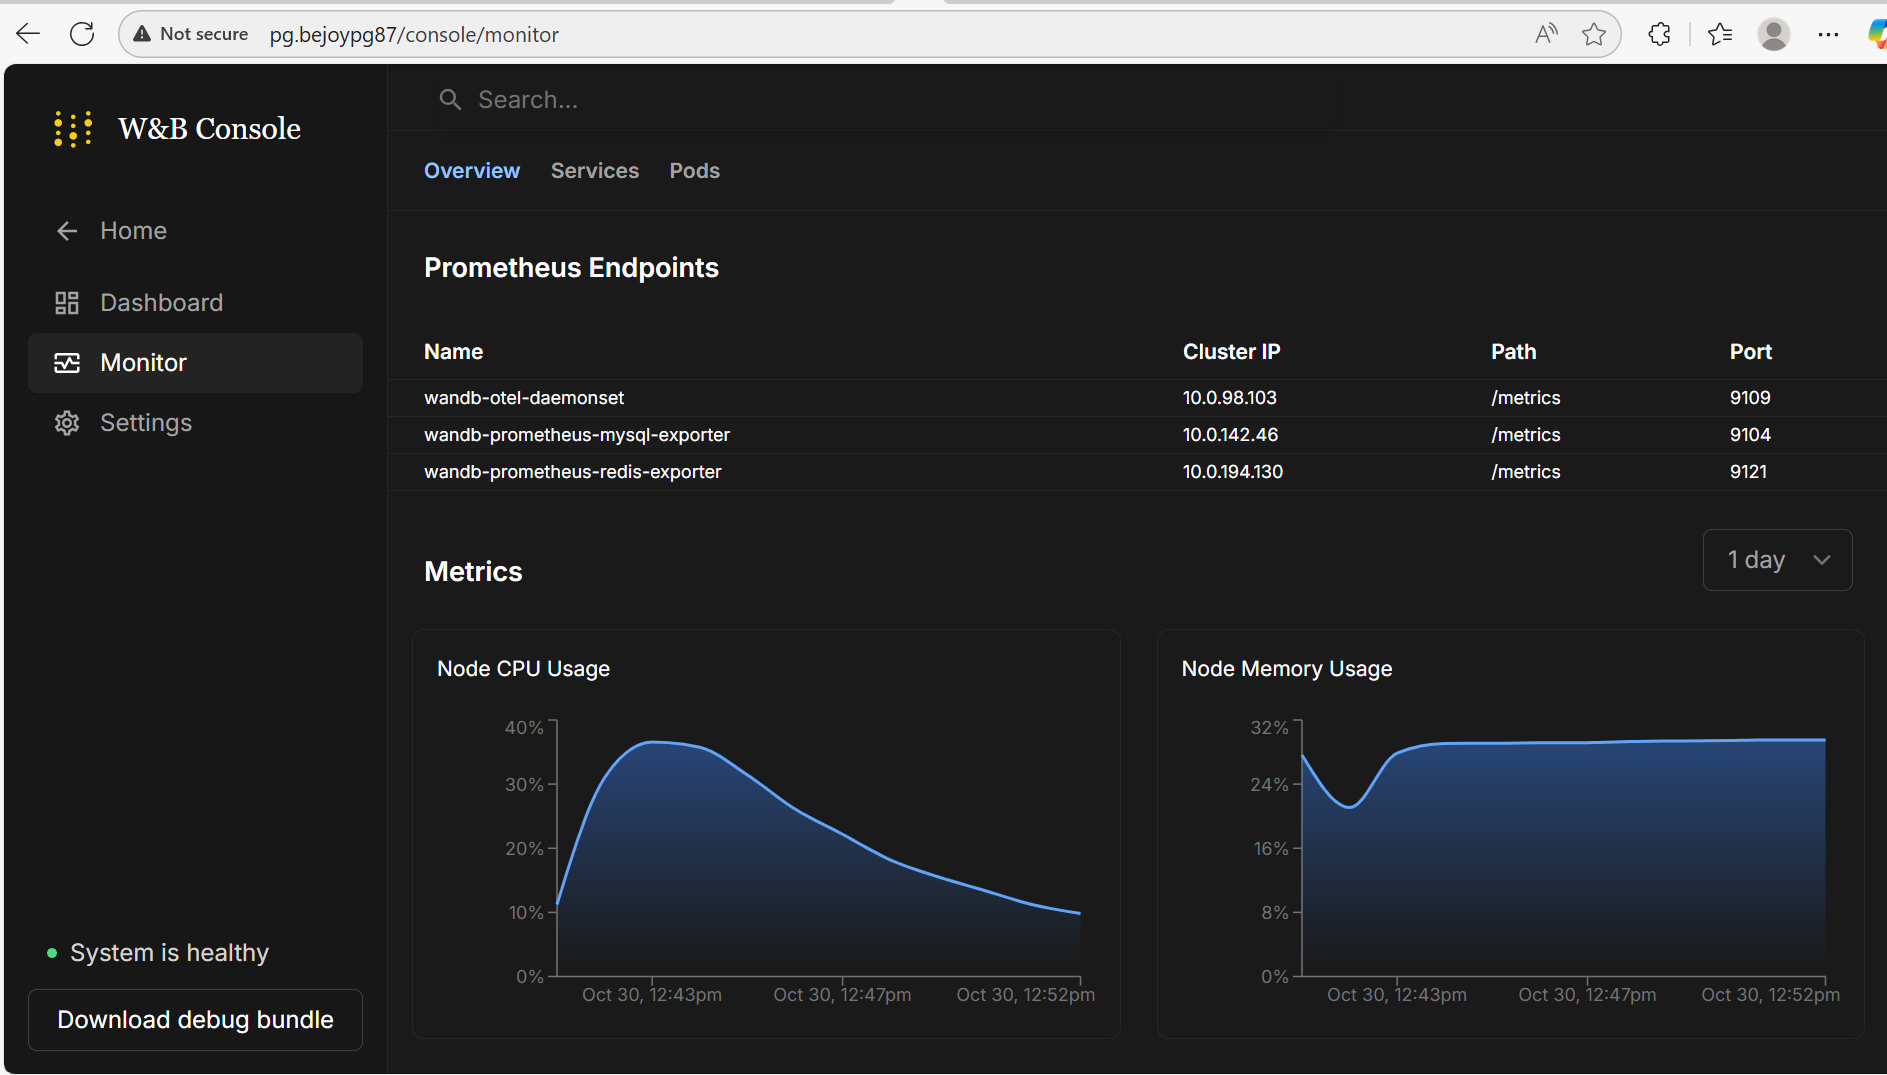 Not secure pg.bejoypg87/console/monitor
W&B Console
Search...
Overview Services Pods
Home
Dashboard
Monitor
Settings
Prometheus Endpoints
Name Cluster IP Path Port
wandb-otel-daemonset 10.0.98.103 /metrics 9109
wandb-prometheus-mysql-exporter 10.0.142.46 /metrics 9104
wandb-prometheus-redis-exporter 10.0.194.130 /metrics 9121
Metrics
1 day
Node CPU Usage
40%
30%
20%
10%
0%
Oct 30, 12:43pm Oct 30, 12:47pm Oct 30, 12:52pm
Node Memory Usage
32%
24%
16%
8%
0%
Oct 30, 12:43pm Oct 30, 12:47pm Oct 30, 12:52pm
System is healthy
Download debug bundle